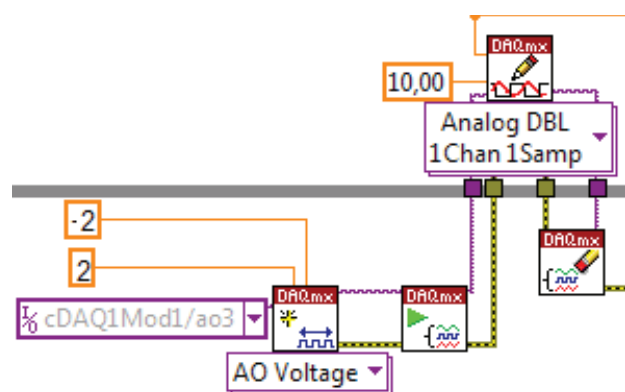 DAQmx
10,00
Analog DBL
1Chan 1Samp
-2
DAQmx
2
I/O cDAQ1Mod1/ao3
DAQmx
DAQmx
AO Voltage